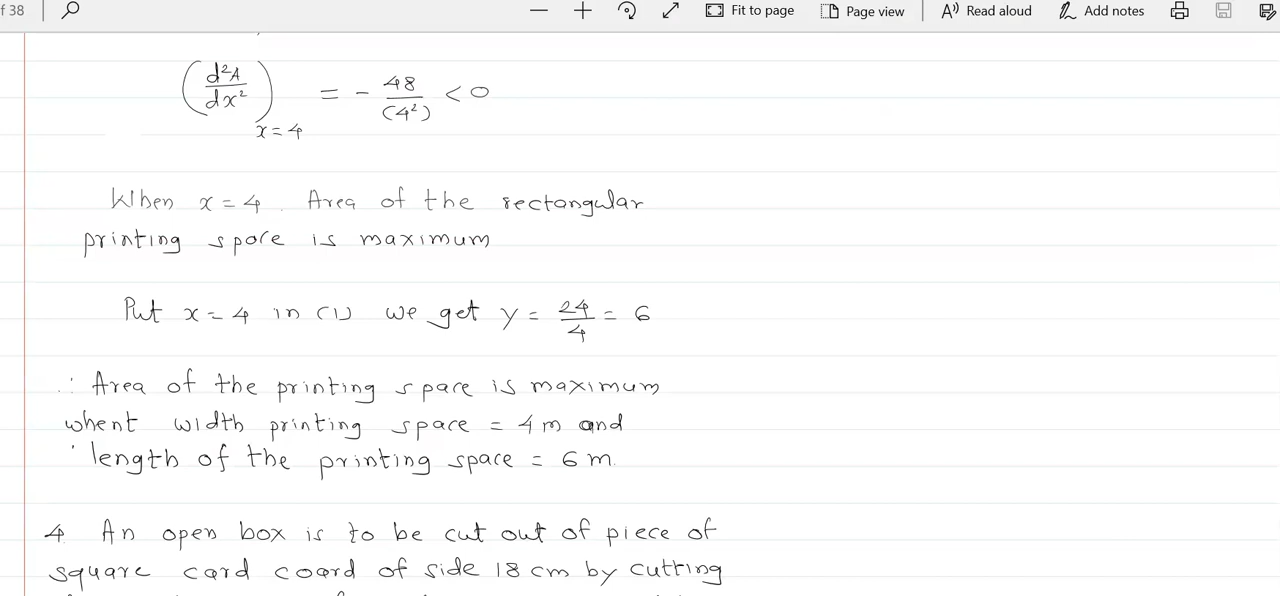 f 38
Fit to page
Page view
Read aloud
Add notes
(d²A/dx²)x=4 = - 48/(4²) < 0
When x = 4. Area of the rectangular
printing space is maximum
Put x = 4 in (1) we get y = 24/4 = 6
∴ Area of the printing space is maximum
whent width printing space = 4 m and
length of the printing space = 6 m.
4 An open box is to be cut out of piece of
square card coard of side 18 cm by cutting